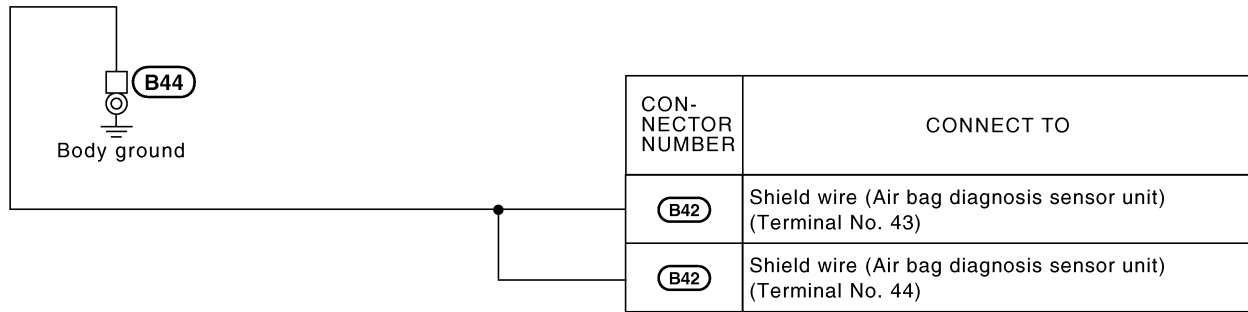 B44
Body ground
CON-
NECTOR
NUMBER
CONNECT TO
B42
Shield wire (Air bag diagnosis sensor unit)
(Terminal No. 43)
B42
Shield wire (Air bag diagnosis sensor unit)
(Terminal No. 44)